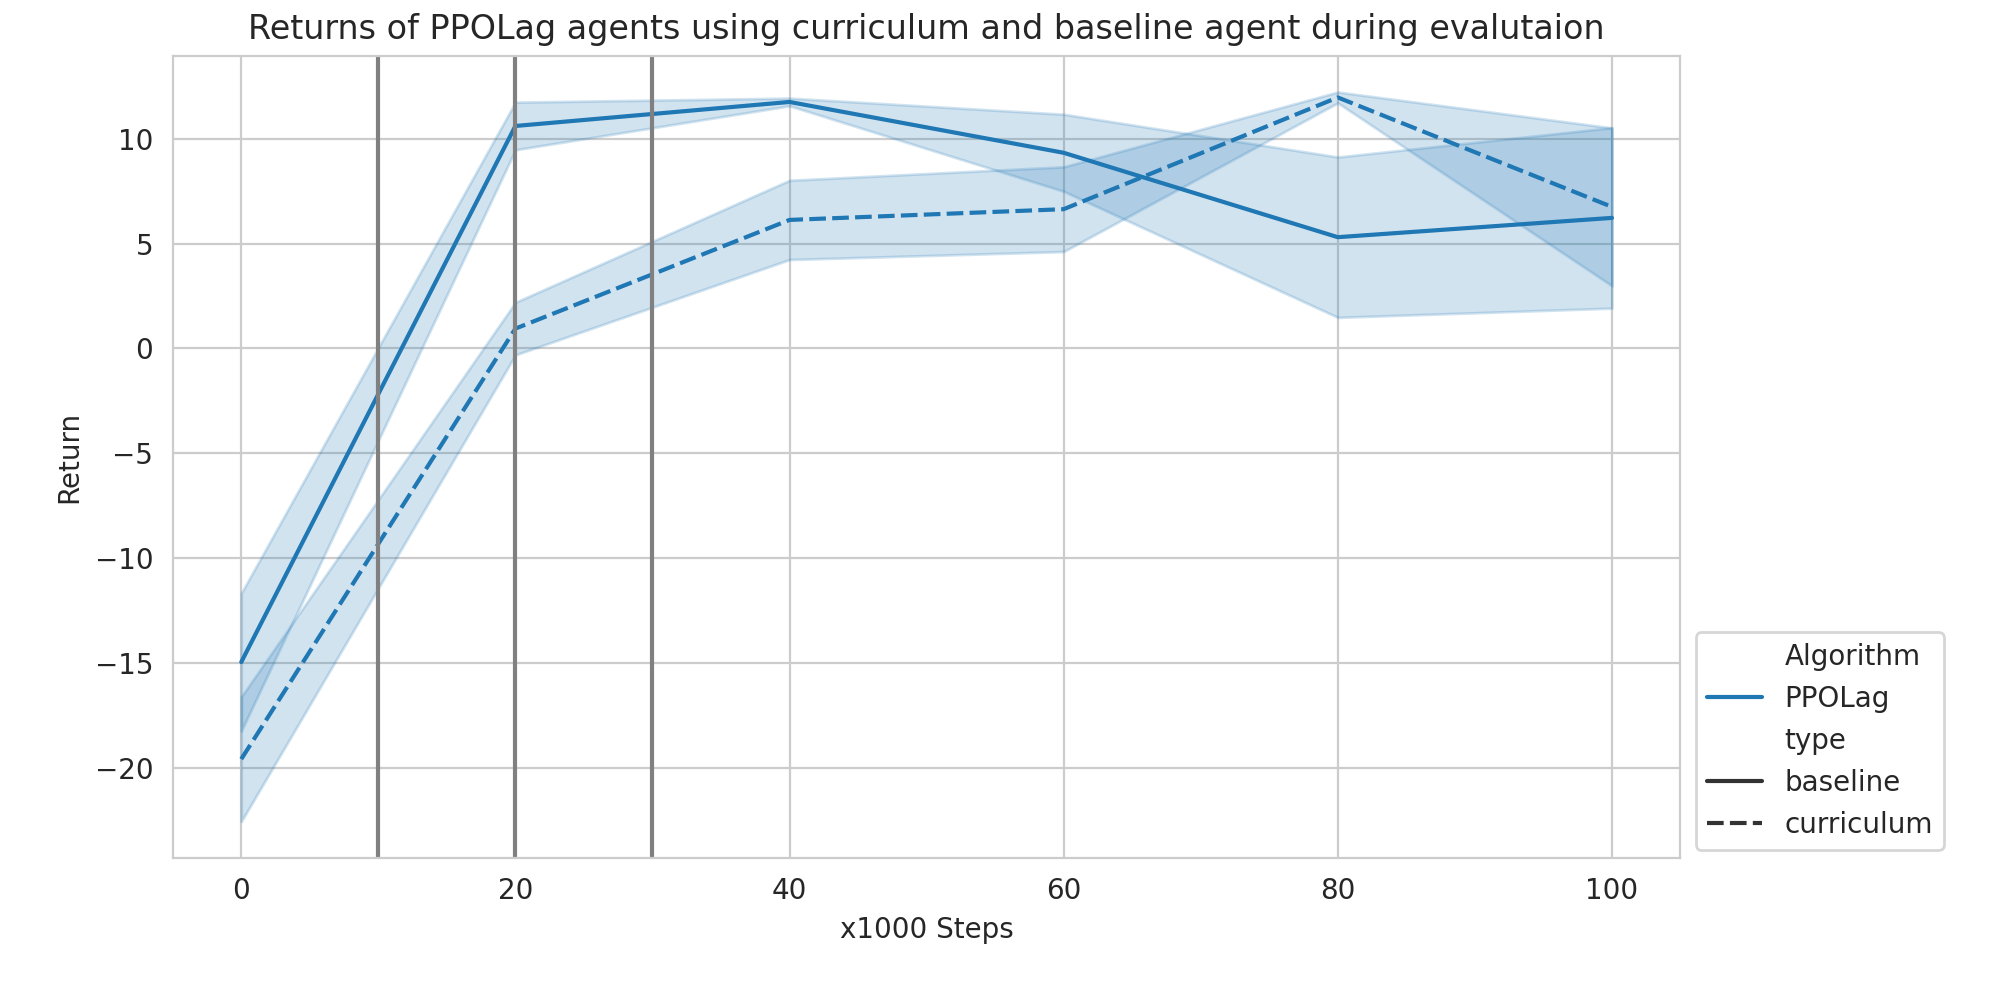 Returns of PPOLag agents using curriculum and baseline agent during evalutaion
10
5
0
−5
−10
−15
−20
Return
0 20 40 60 80 100
x1000 Steps
Algorithm
PPOLag
type
baseline
curriculum